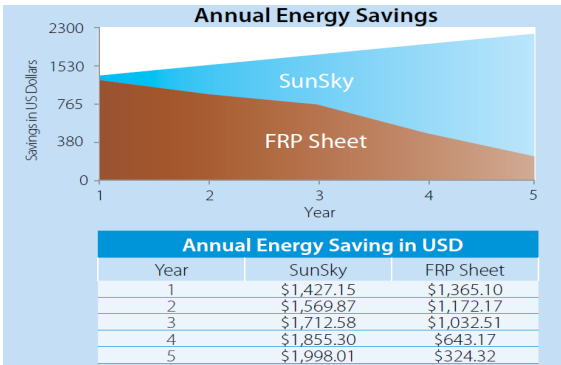 Annual Energy Savings
2300
1530
765
380
0
Savings in US Dollars
SunSky
FRP Sheet
1 2 3 4 5
Year
Annual Energy Saving in USD
Year SunSky FRP Sheet
1 $1,427.15 $1,365.10
2 $1,569.87 $1,172.17
3 $1,712.58 $1,032.51
4 $1,855.30 $643.17
5 $1,998.01 $324.32